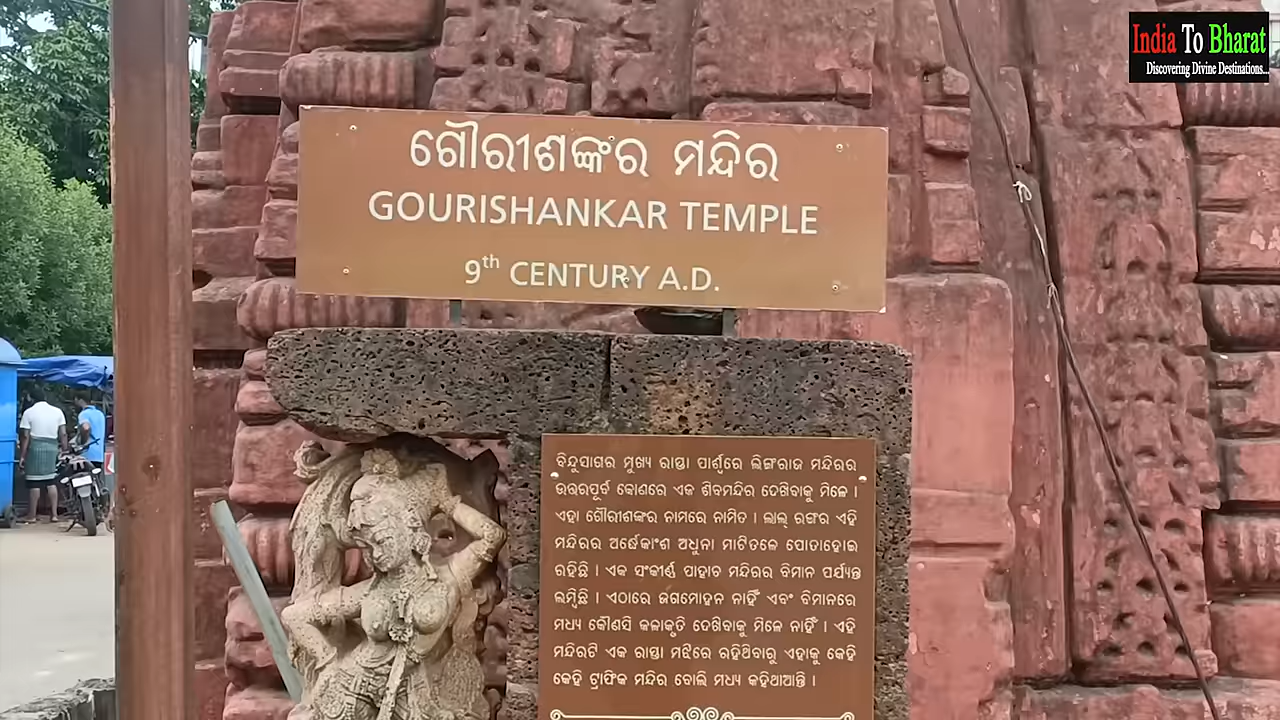 India To Bharat
Discovering Divine Destinations...
ଗୌରୀଶଙ୍କର ମନ୍ଦିର
GOURISHANKAR TEMPLE
9th CENTURY A.D.
ବିନ୍ଦୁସାଗର ମୁଖ୍ୟ ରାସ୍ତା ପାର୍ଶ୍ୱରେ ଲିଙ୍ଗରାଜ ମନ୍ଦିରର
ଉତ୍ତରପୂର୍ବ କୋଣରେ ଏକ ଶିବମନ୍ଦିର ଦେଖିବାକୁ ମିଳେ ।
ଏହା ଗୌରୀଶଙ୍କର ନାମରେ ନାମିତ । ଲାଲ୍ ରଙ୍ଗର ଏହି
ମନ୍ଦିରର ଅର୍ଦ୍ଧେକାଂଶ ଅଧୁନା ମାଟିତଳେ ପୋତାହୋଇ
ରହିଛି । ଏକ ସଂକୀର୍ଣ୍ଣ ପାହାଚ ମନ୍ଦିରର ବିମାନ ପର୍ଯ୍ୟନ୍ତ
ଲମ୍ବିଛି । ଏଠାରେ ଜଗମୋହନ ନାହିଁ ଏବଂ ବିମାନରେ
ମଧ୍ୟ କୌଣସି କଳାକୃତି ଦେଖିବାକୁ ମିଳେ ନାହିଁ । ଏହି
ମନ୍ଦିରଟି ଏକ ରାସ୍ତା ମଝିରେ ରହିଥିବାରୁ ଏହାକୁ କେହି
କେହି ଟ୍ରାଫିକ ମନ୍ଦିର ବୋଲି ମଧ୍ୟ କହିଥାଆନ୍ତି ।